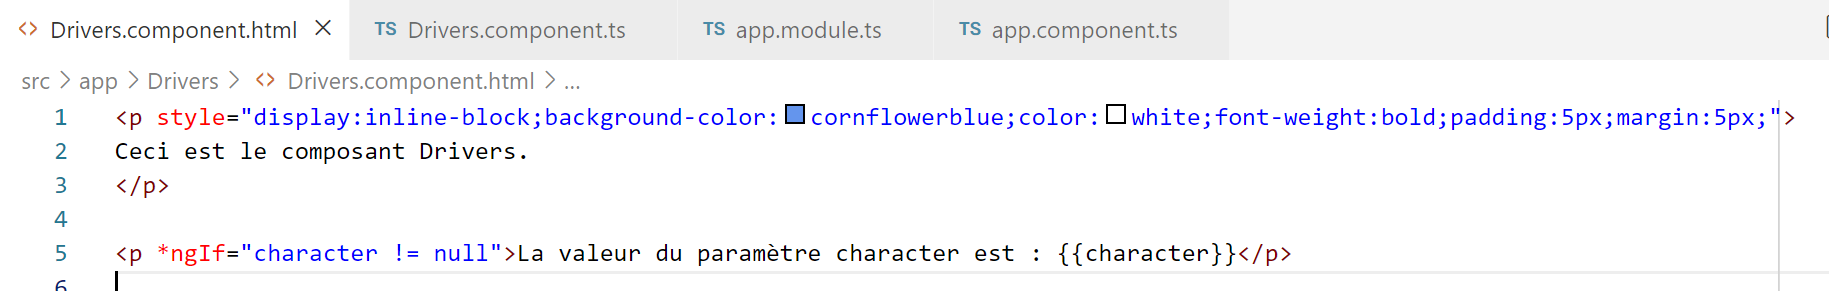 Drivers.component.html
TS Drivers.component.ts
TS app.module.ts
TS app.component.ts
src > app > Drivers > <> Drivers.component.html > ...
1 <p style="display:inline-block;background-color:cornflowerblue;color:white;font-weight:bold;padding:5px;margin:5px;">
2 Ceci est le composant Drivers.
3 </p>
4
5 <p *ngIf="character != null">La valeur du paramètre character est : {{character}}</p>
6